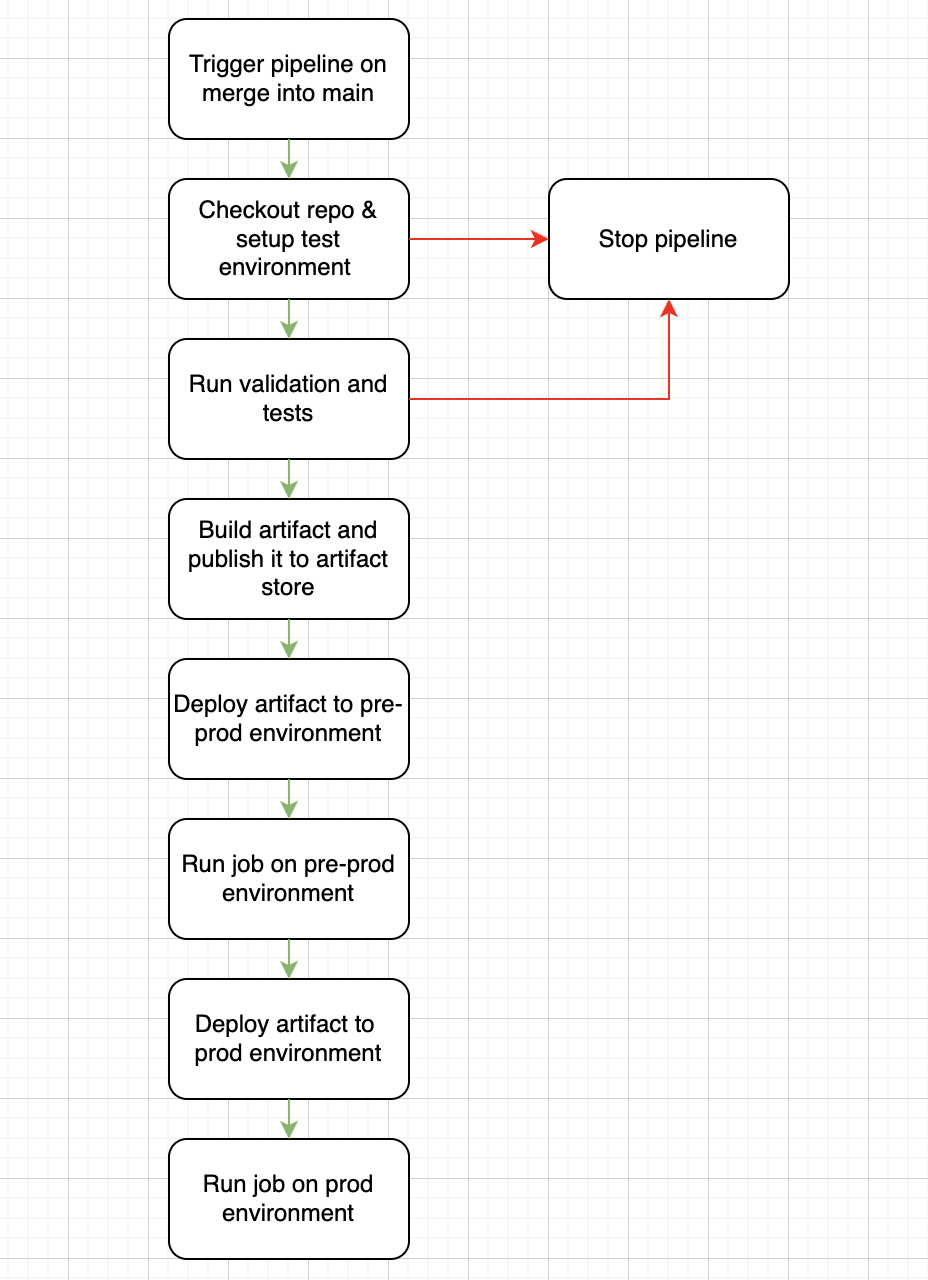 Trigger pipeline on
merge into main
Checkout repo &
setup test
environment
Stop pipeline
Run validation and
tests
Build artifact and
publish it to artifact
store
Deploy artifact to pre-
prod environment
Run job on pre-prod
environment
Deploy artifact to
prod environment
Run job on prod
environment